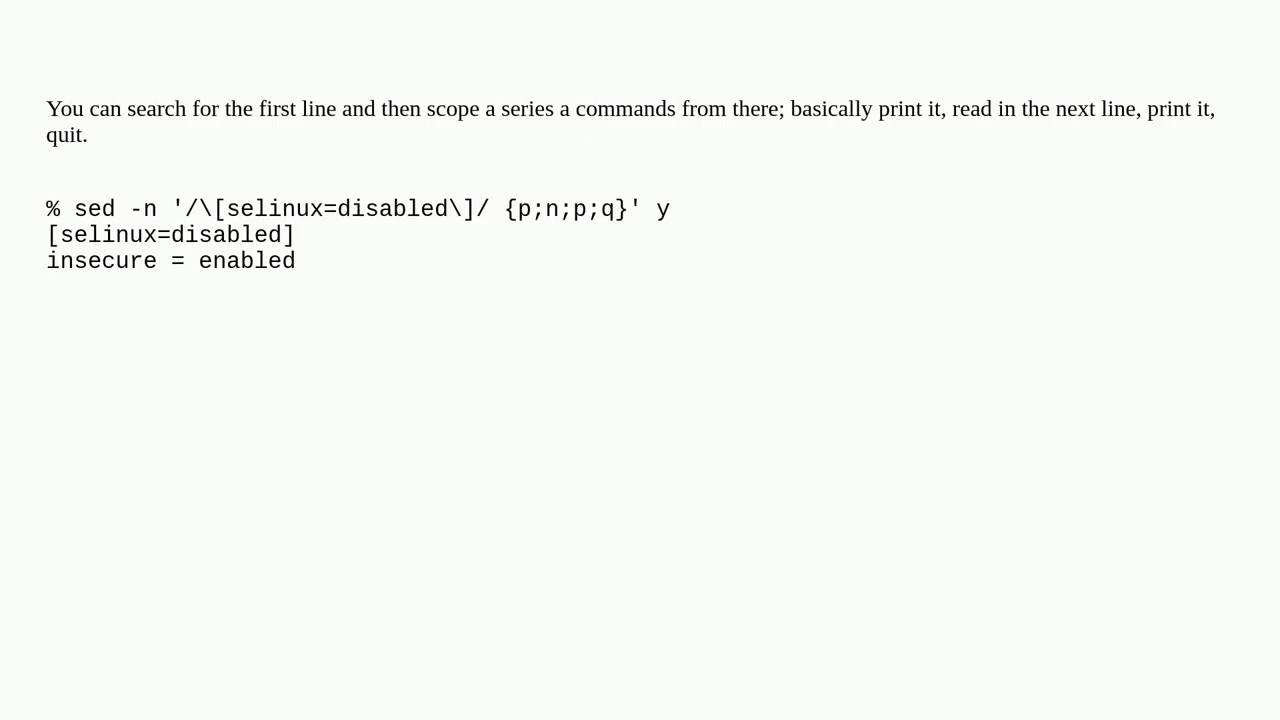 You can search for the first line and then scope a series a commands from there; basically print it, read in the next line, print it,
quit.
% sed -n '/\[selinux=disabled\]/ {p;n;p;q}' y
[selinux=disabled]
insecure = enabled